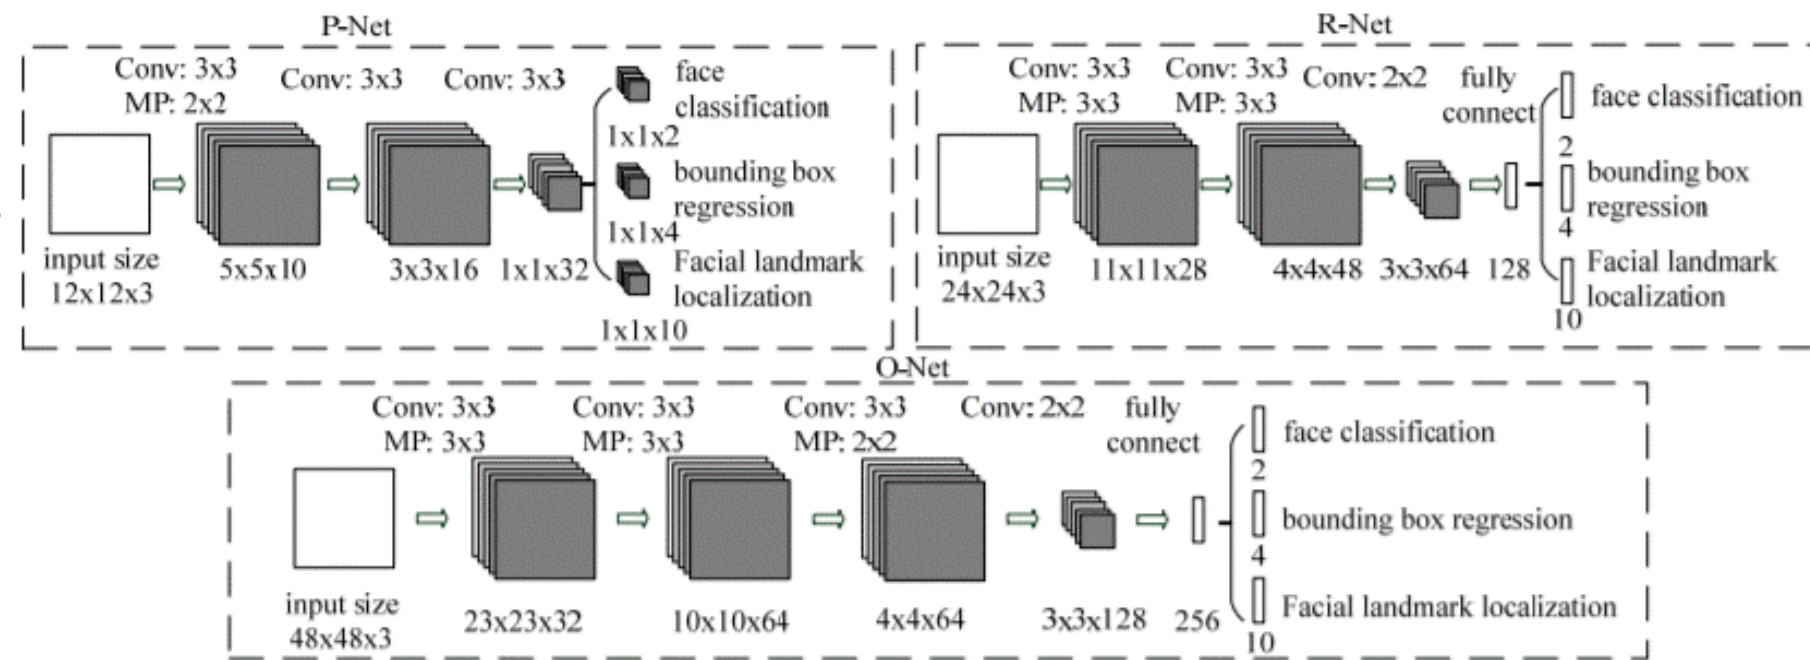 P-Net
Conv: 3x3
MP: 2x2
Conv: 3x3
Conv: 3x3
face
classification
1x1x2
bounding box
regression
1x1x4
Facial landmark
localization
1x1x10
input size
12x12x3
5x5x10
3x3x16
1x1x32
R-Net
Conv: 3x3
MP: 3x3
Conv: 3x3
MP: 3x3
Conv: 2x2
fully
connect
face classification
2
bounding box
regression
4
Facial landmark
localization
10
input size
24x24x3
11x11x28
4x4x48
3x3x64
128
O-Net
Conv: 3x3
MP: 3x3
Conv: 3x3
MP: 3x3
Conv: 3x3
MP: 2x2
Conv: 2x2
fully
connect
face classification
2
bounding box regression
4
Facial landmark localization
10
input size
48x48x3
23x23x32
10x10x64
4x4x64
3x3x128
256